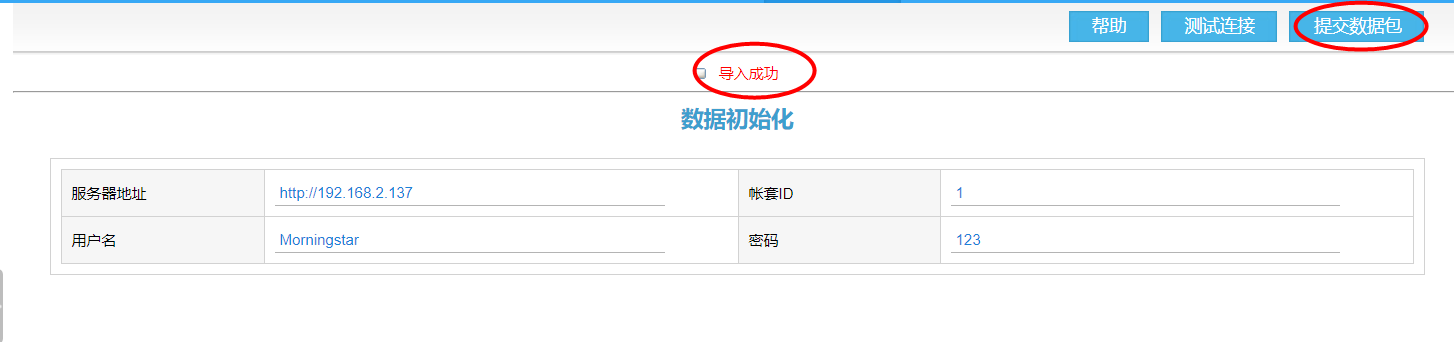 帮助 测试连接 提交数据包
导入成功
数据初始化
服务器地址 http://192.168.2.137 帐套ID 1
用户名 Morningstar 密码 123